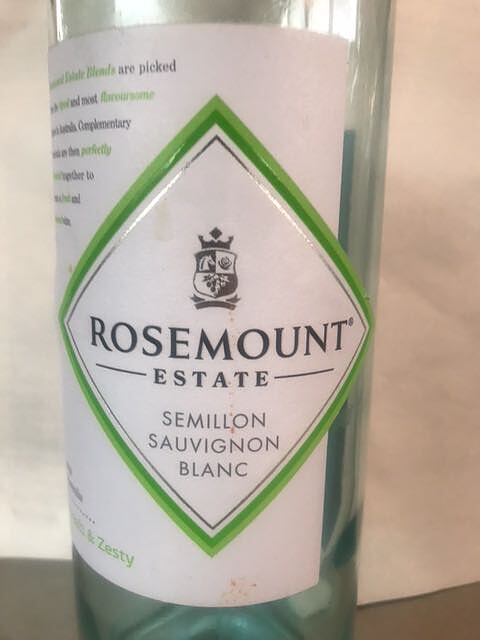 Estate Blends are picked
and most flavoursome
Australia. Complementary
are then perfectly
together to
and
ROSEMOUNT®
ESTATE
SEMILLON
SAUVIGNON
BLANC
& Zesty